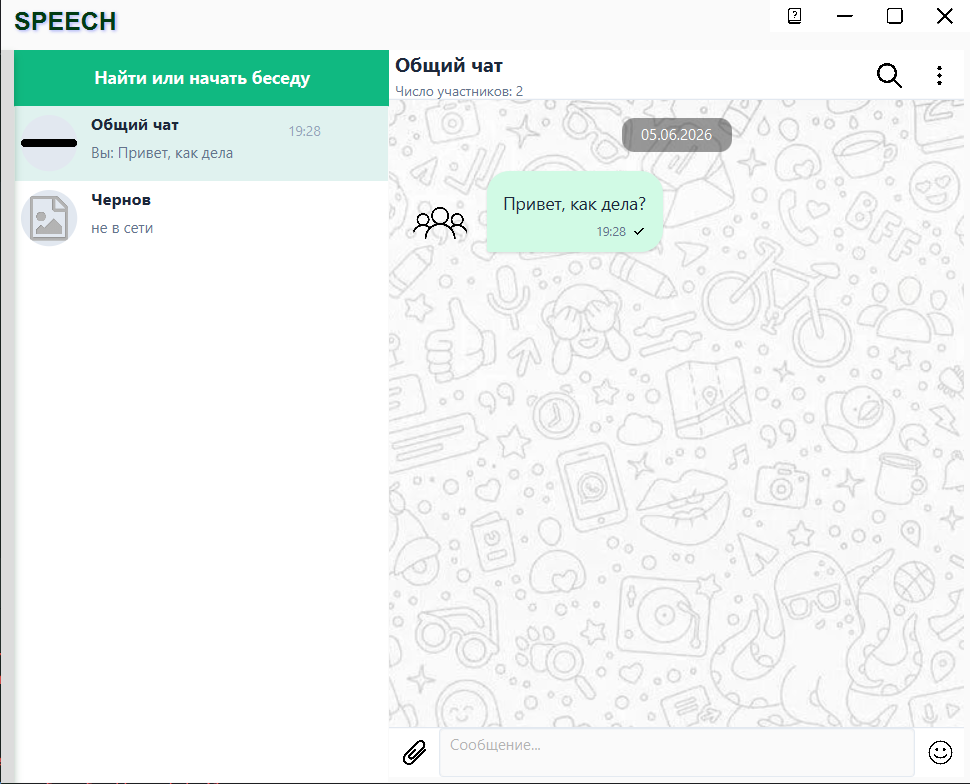 SPEECH
Найти или начать беседу
Общий чат
19:28
Вы: Привет, как дела
Чернов
не в сети
Общий чат
Число участников: 2
05.06.2026
Привет, как дела?
19:28
Сообщение...